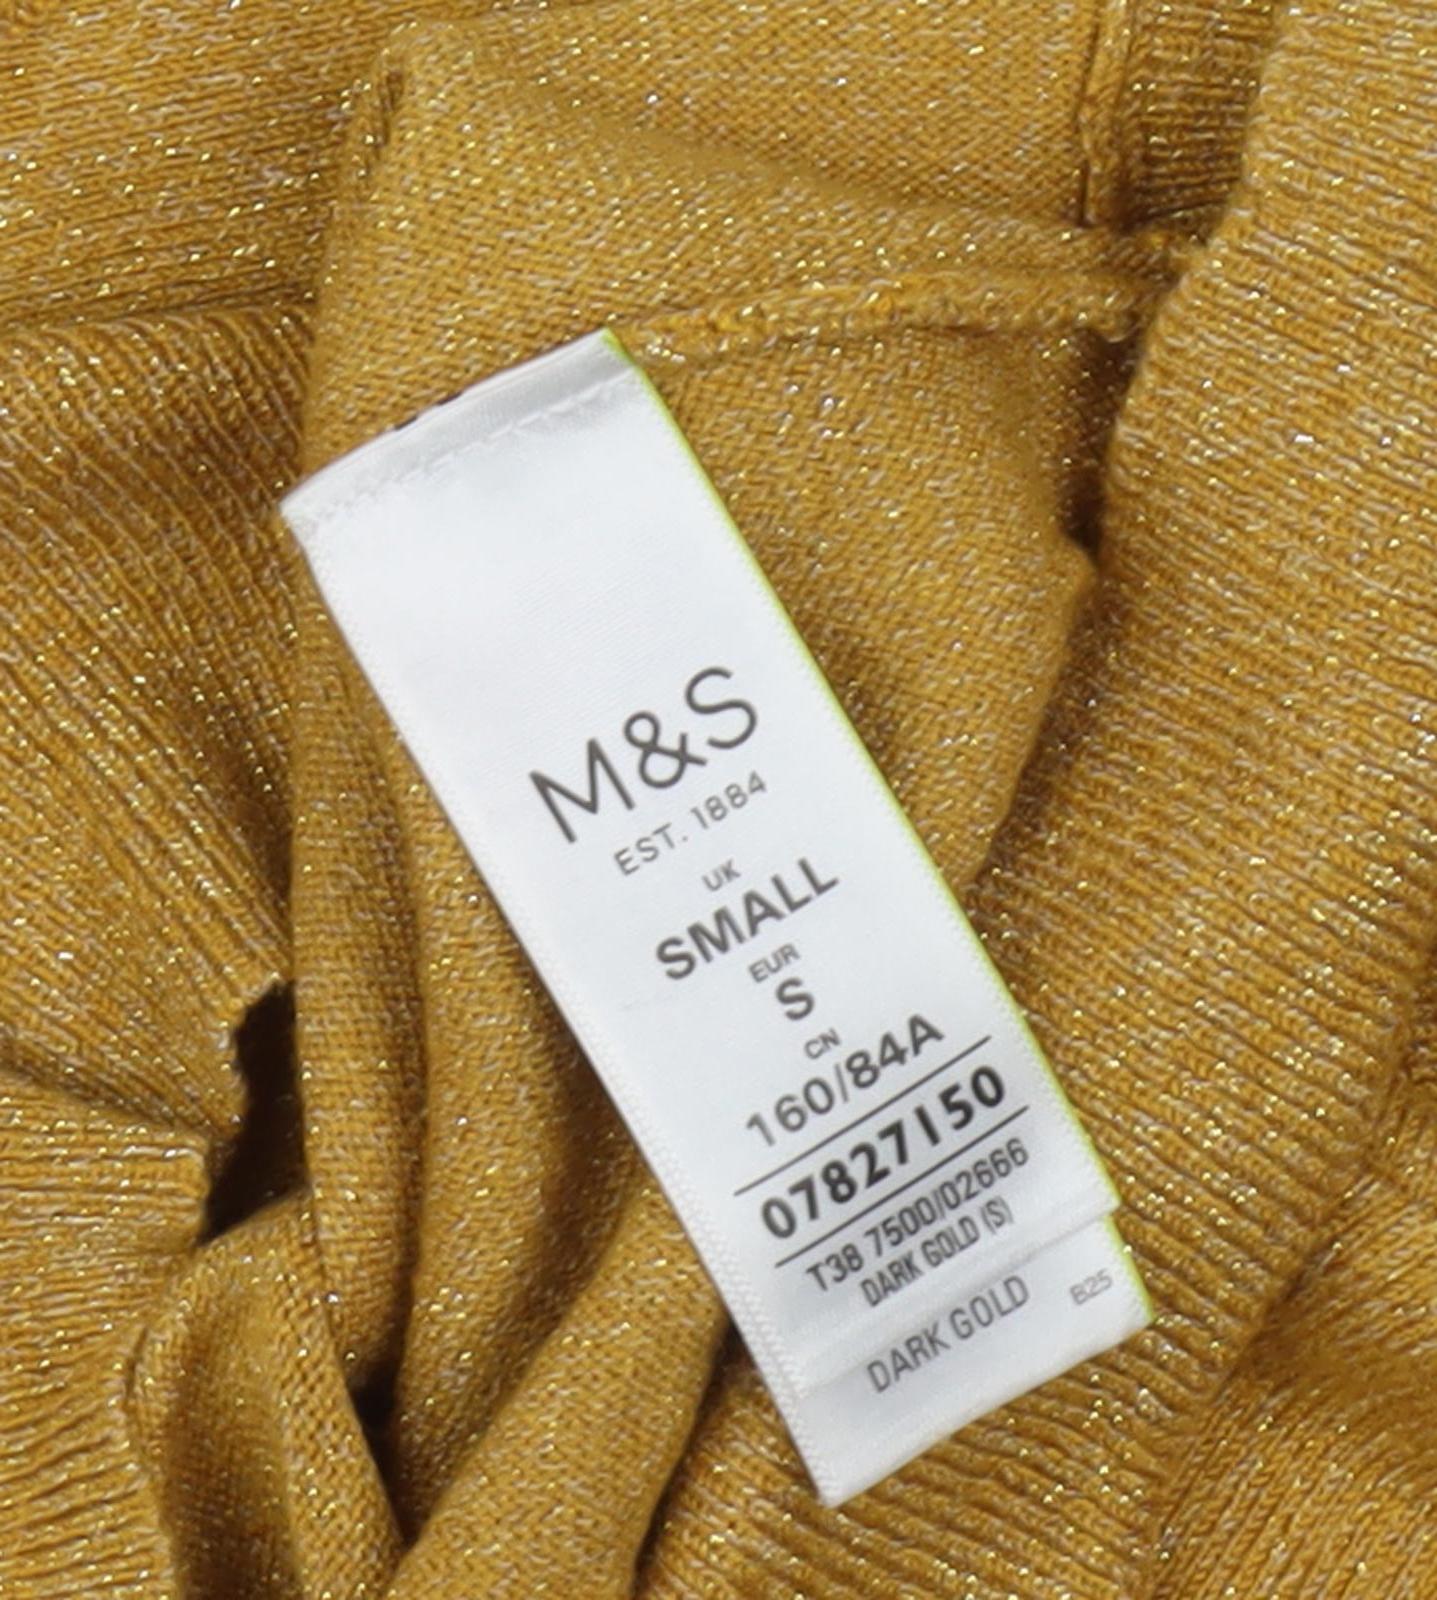 M&S
EST. 1884
UK
SMALL
EUR
S
CN
160/84A
07827150
T38 7500/02666
DARK GOLD (S)
DARK GOLD
B25